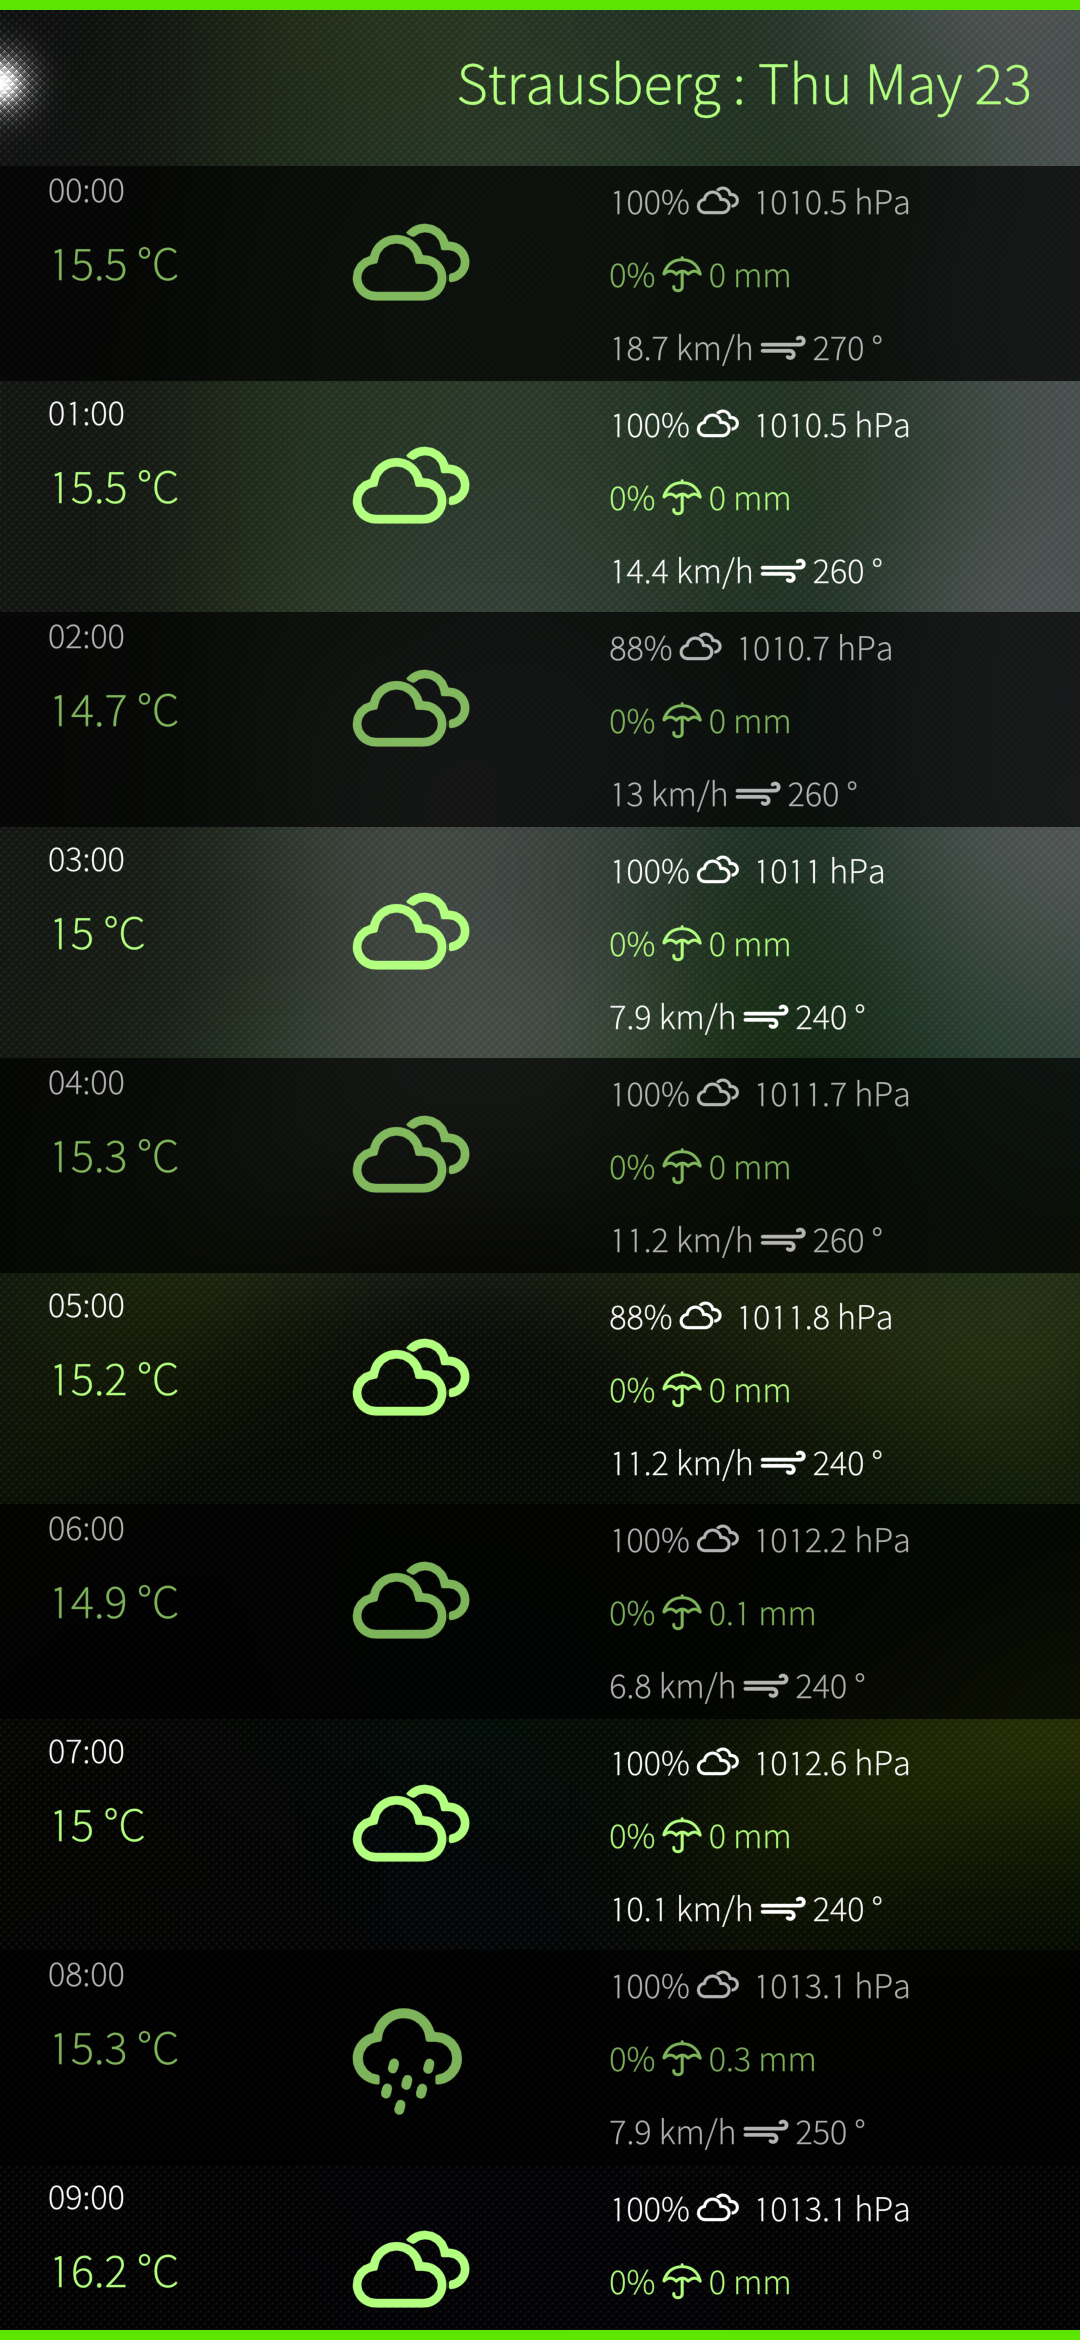 Strausberg : Thu May 23
00:00
15.5 °C
100% 1010.5 hPa
0% 0 mm
18.7 km/h 270 °
01:00
15.5 °C
100% 1010.5 hPa
0% 0 mm
14.4 km/h 260 °
02:00
14.7 °C
88% 1010.7 hPa
0% 0 mm
13 km/h 260 °
03:00
15 °C
100% 1011 hPa
0% 0 mm
7.9 km/h 240 °
04:00
15.3 °C
100% 1011.7 hPa
0% 0 mm
11.2 km/h 260 °
05:00
15.2 °C
88% 1011.8 hPa
0% 0 mm
11.2 km/h 240 °
06:00
14.9 °C
100% 1012.2 hPa
0% 0.1 mm
6.8 km/h 240 °
07:00
15 °C
100% 1012.6 hPa
0% 0 mm
10.1 km/h 240 °
08:00
15.3 °C
100% 1013.1 hPa
0% 0.3 mm
7.9 km/h 250 °
09:00
16.2 °C
100% 1013.1 hPa
0% 0 mm